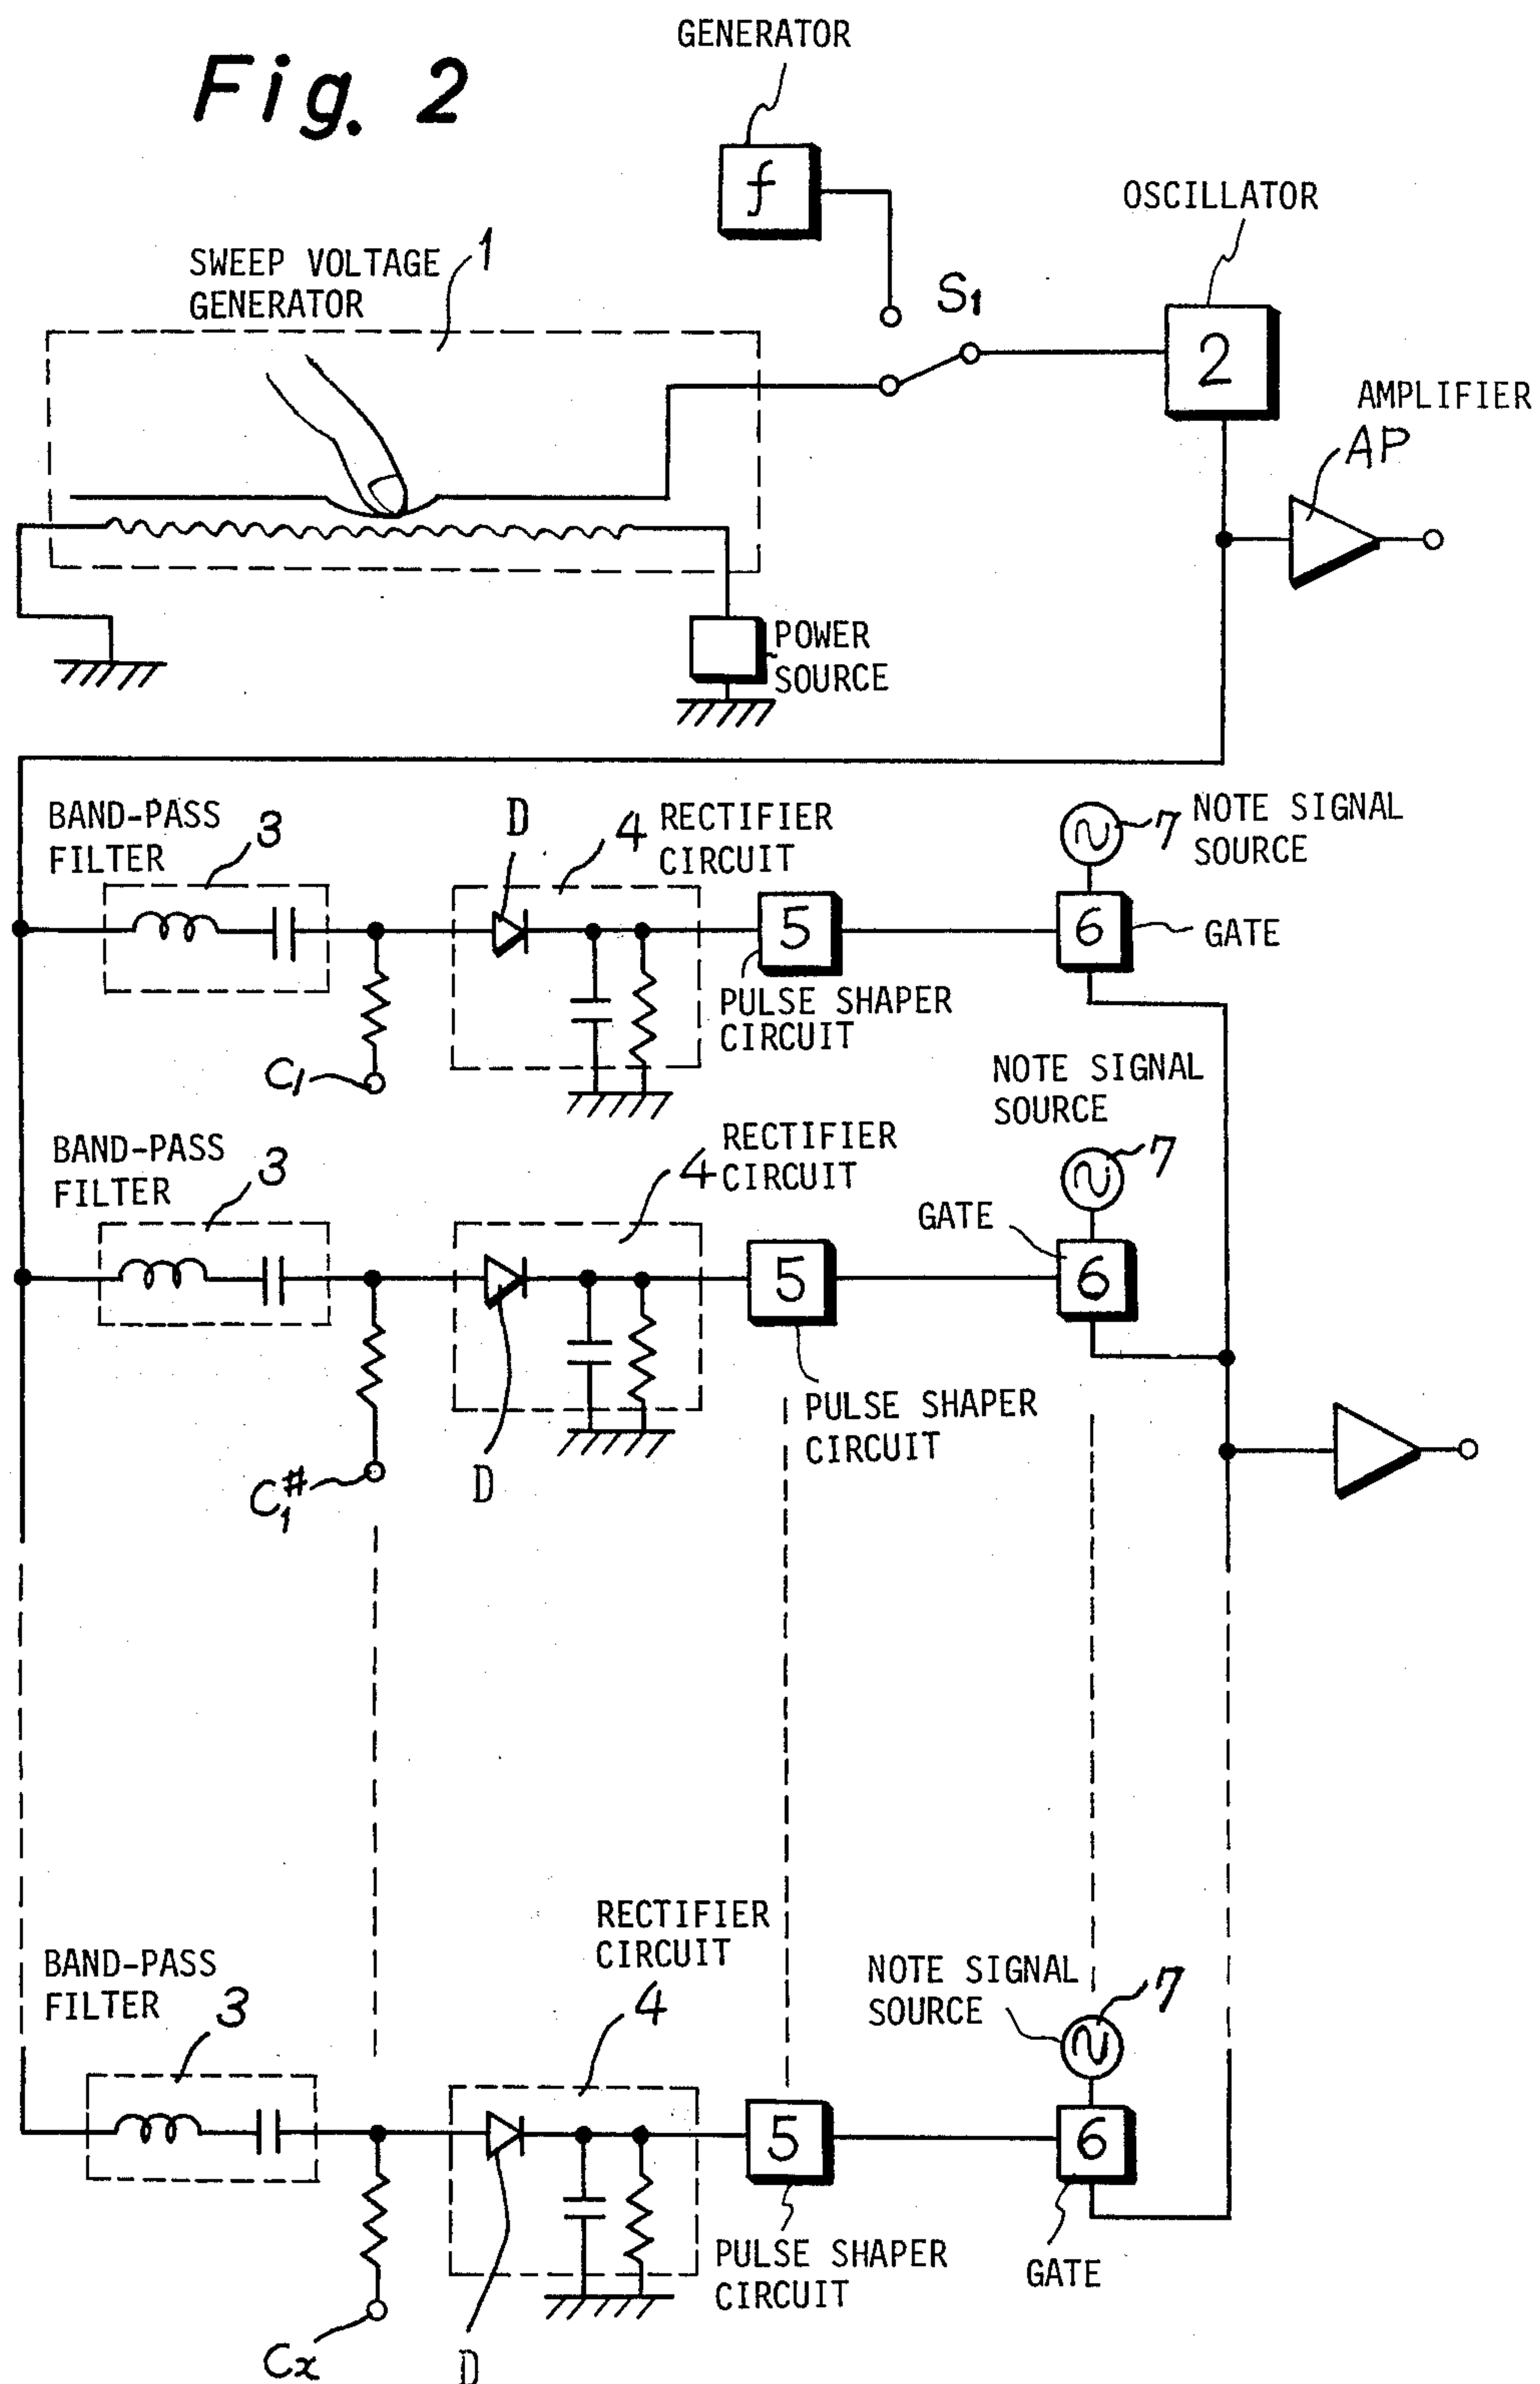 Fig. 2
GENERATOR
f
OSCILLATOR
SWEEP VOLTAGE
GENERATOR
1
S1
2
AMPLIFIER
AP
POWER
SOURCE
BAND-PASS
FILTER
3
D
4
RECTIFIER
CIRCUIT
7
NOTE SIGNAL
SOURCE
5
6
GATE
PULSE SHAPER
CIRCUIT
C1
NOTE SIGNAL
SOURCE
7
BAND-PASS
FILTER
3
4
RECTIFIER
CIRCUIT
GATE
5
6
PULSE SHAPER
CIRCUIT
D
C1#
RECTIFIER
CIRCUIT
4
BAND-PASS
FILTER
3
NOTE SIGNAL
SOURCE
7
5
6
PULSE SHAPER
CIRCUIT
GATE
Cx
D